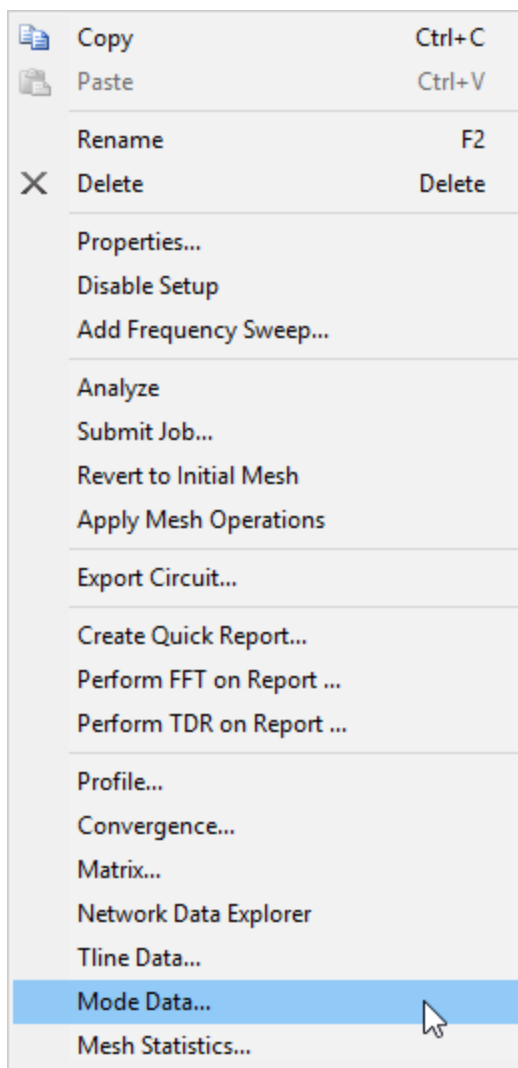 Copy Ctrl+C
Paste Ctrl+V
Rename F2
Delete Delete
Properties...
Disable Setup
Add Frequency Sweep...
Analyze
Submit Job...
Revert to Initial Mesh
Apply Mesh Operations
Export Circuit...
Create Quick Report...
Perform FFT on Report ...
Perform TDR on Report ...
Profile...
Convergence...
Matrix...
Network Data Explorer
Tline Data...
Mode Data...
Mesh Statistics...